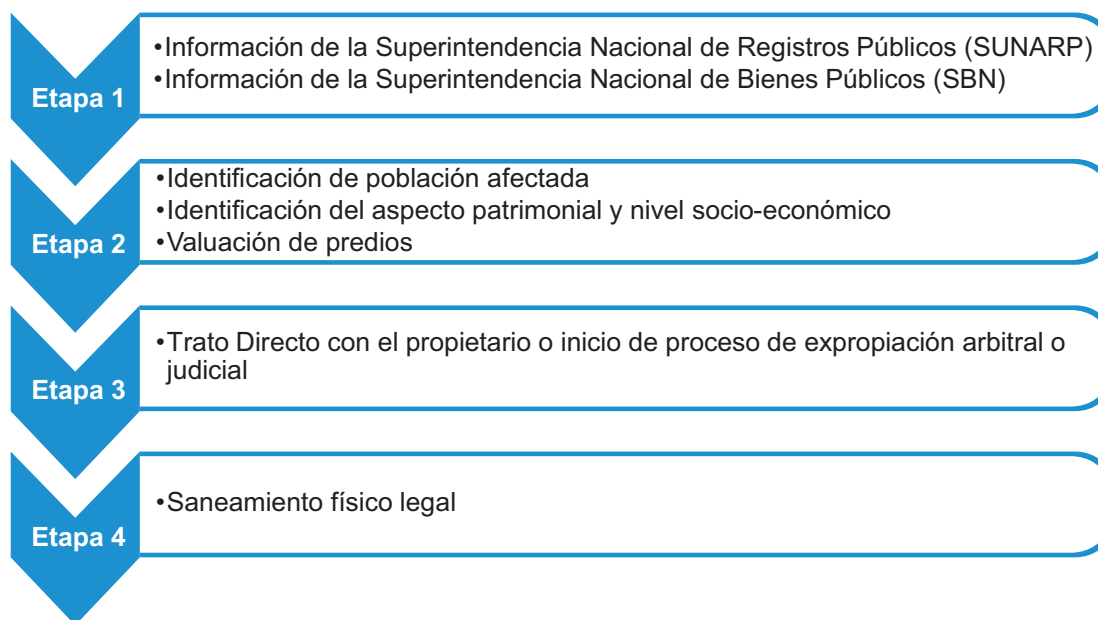 Etapa 1
•Información de la Superintendencia Nacional de Registros Públicos (SUNARP)
•Información de la Superintendencia Nacional de Bienes Públicos (SBN)
Etapa 2
•Identificación de población afectada
•Identificación del aspecto patrimonial y nivel socio-económico
•Valuación de predios
Etapa 3
•Trato Directo con el propietario o inicio de proceso de expropiación arbitral o
judicial
Etapa 4
•Saneamiento físico legal